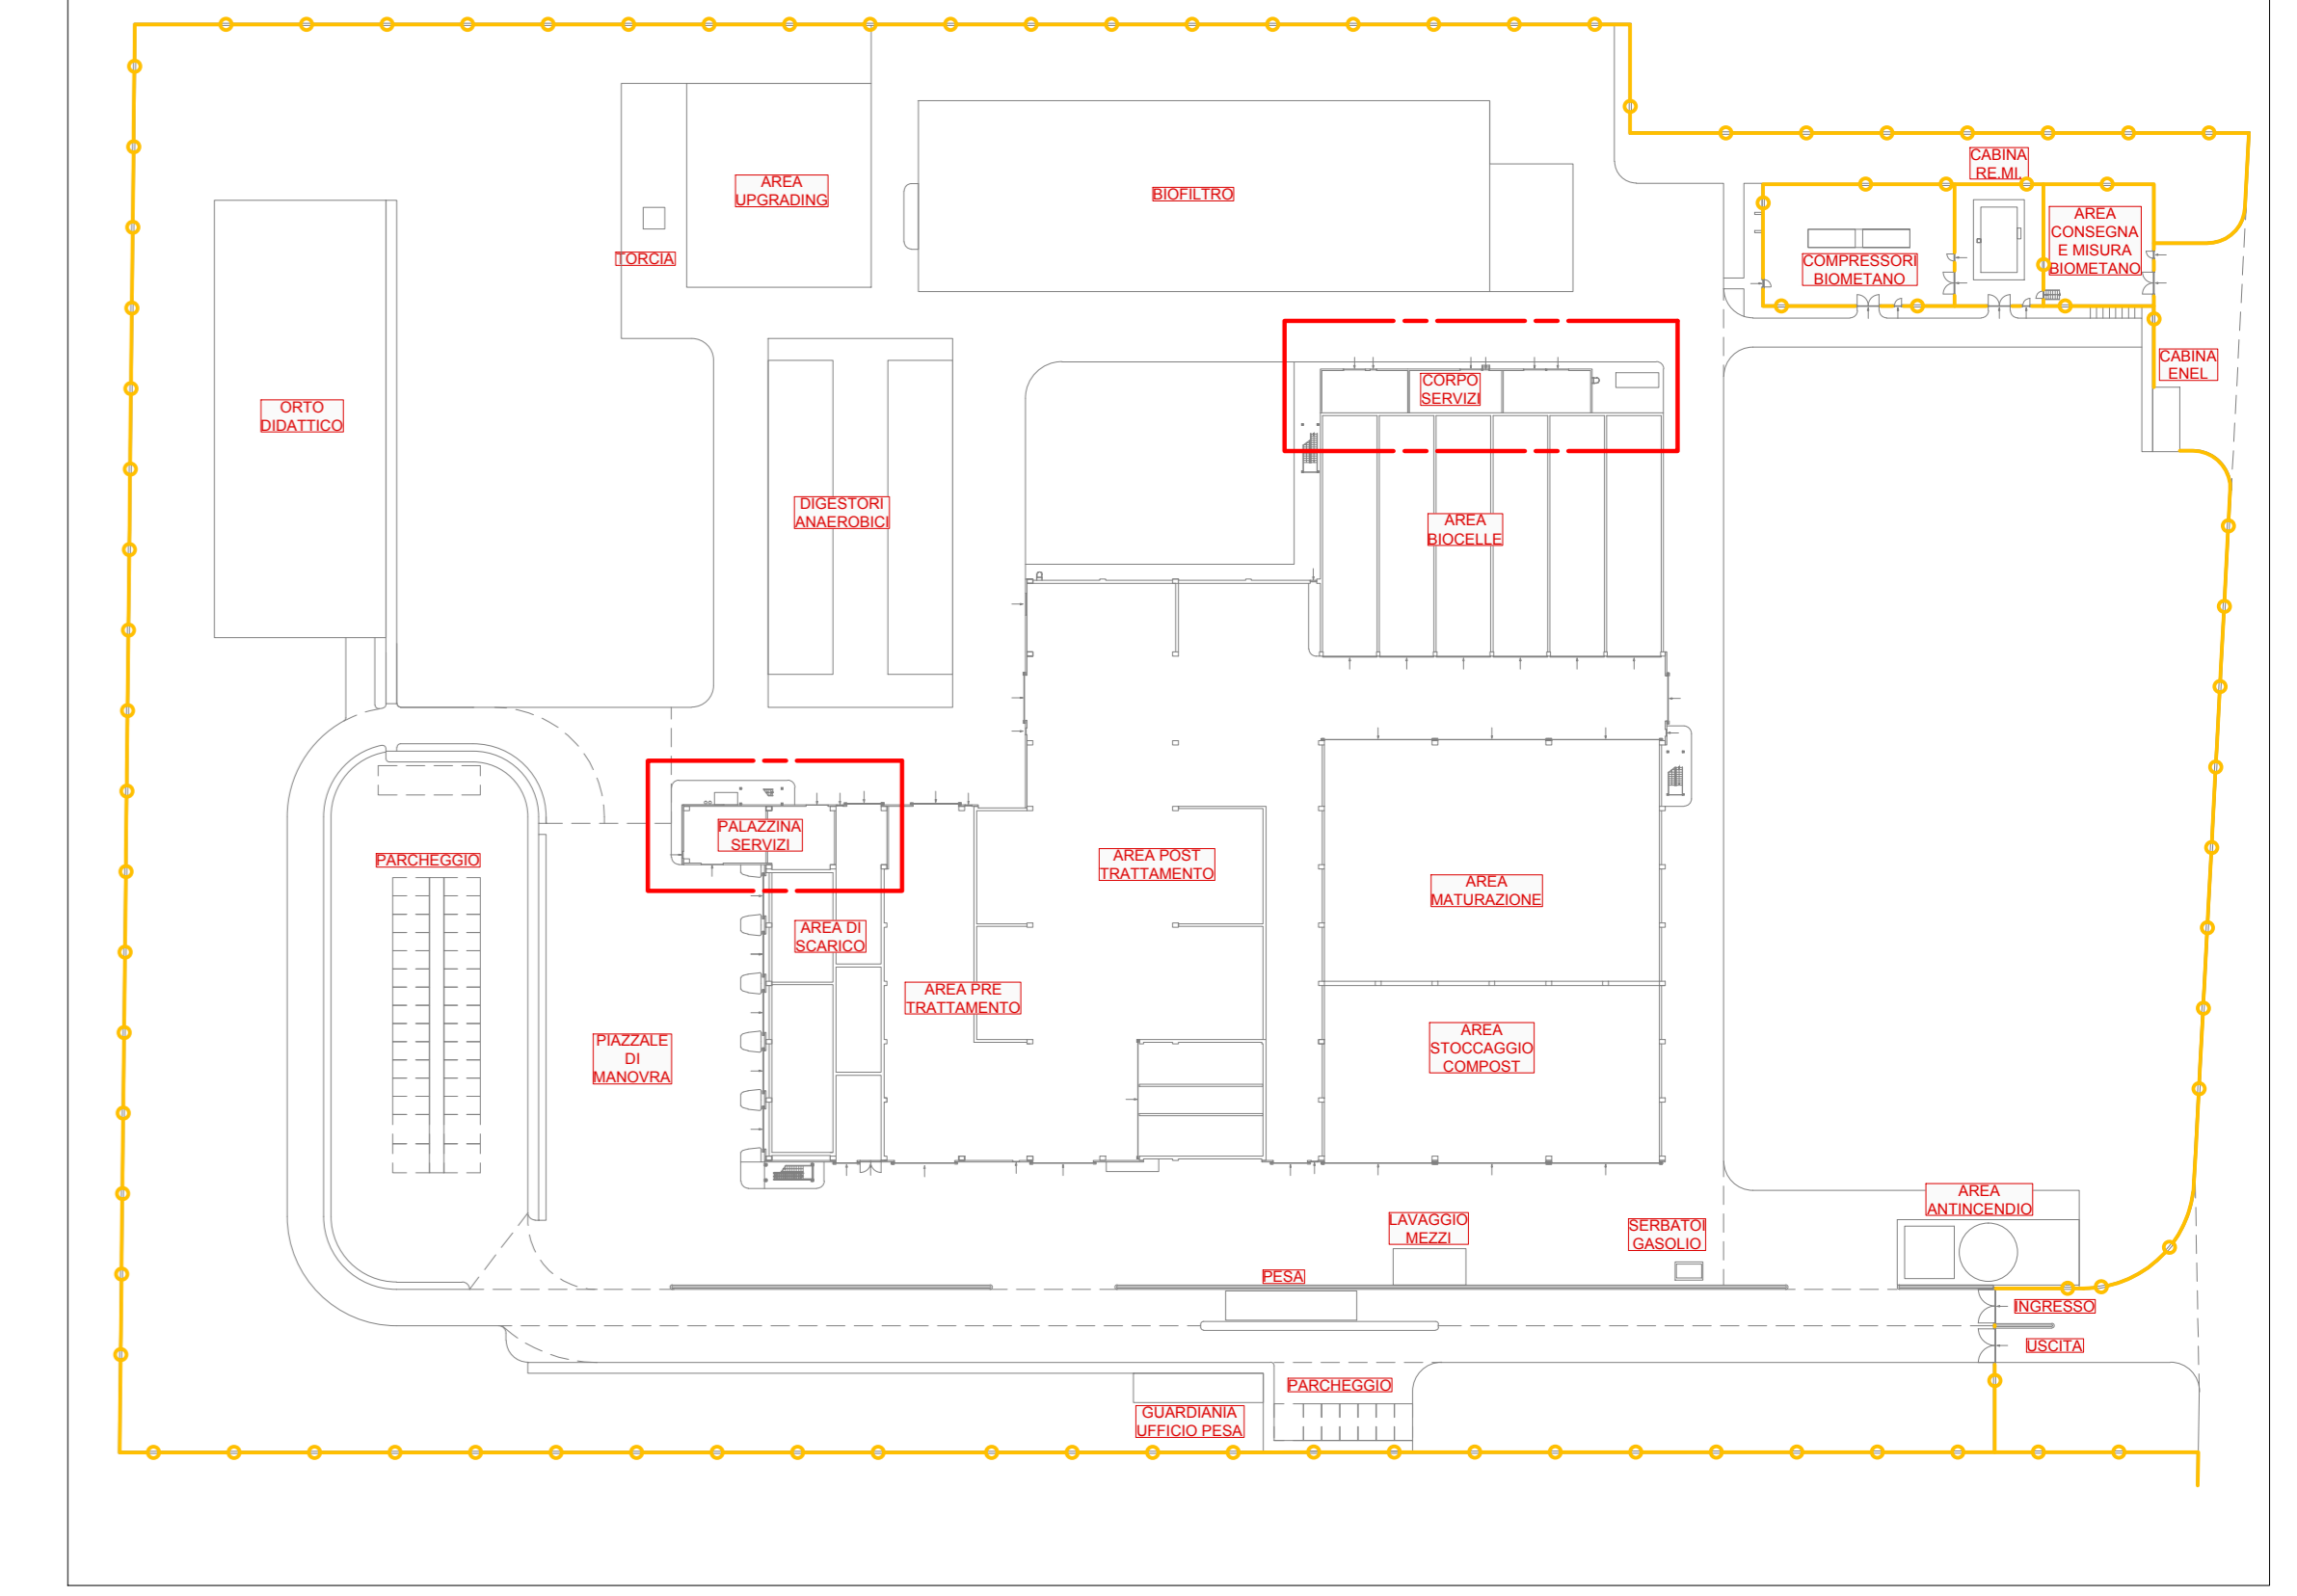 CABINA
RE.MI.
AREA
UPGRADING
BIOFILTRO
AREA
CONSEGNA
E MISURA
BIOMETANO
TORCIA
COMPRESSORI
BIOMETANO
CABINA
ENEL
CORPO
SERVIZI
ORTO
DIDATTICO
DIGESTORI
ANAEROBICI
AREA
BIOCELLE
PALAZZINA
SERVIZI
PARCHEGGIO
AREA POST
TRATTAMENTO
AREA
MATURAZIONE
AREA DI
SCARICO
AREA PRE
TRATTAMENTO
PIAZZALE
DI
MANOVRA
AREA
STOCCAGGIO
COMPOST
AREA
ANTINCENDIO
LAVAGGIO
MEZZI
SERBATOI
GASOLIO
PESA
INGRESSO
USCITA
PARCHEGGIO
GUARDIANIA
UFFICIO PESA